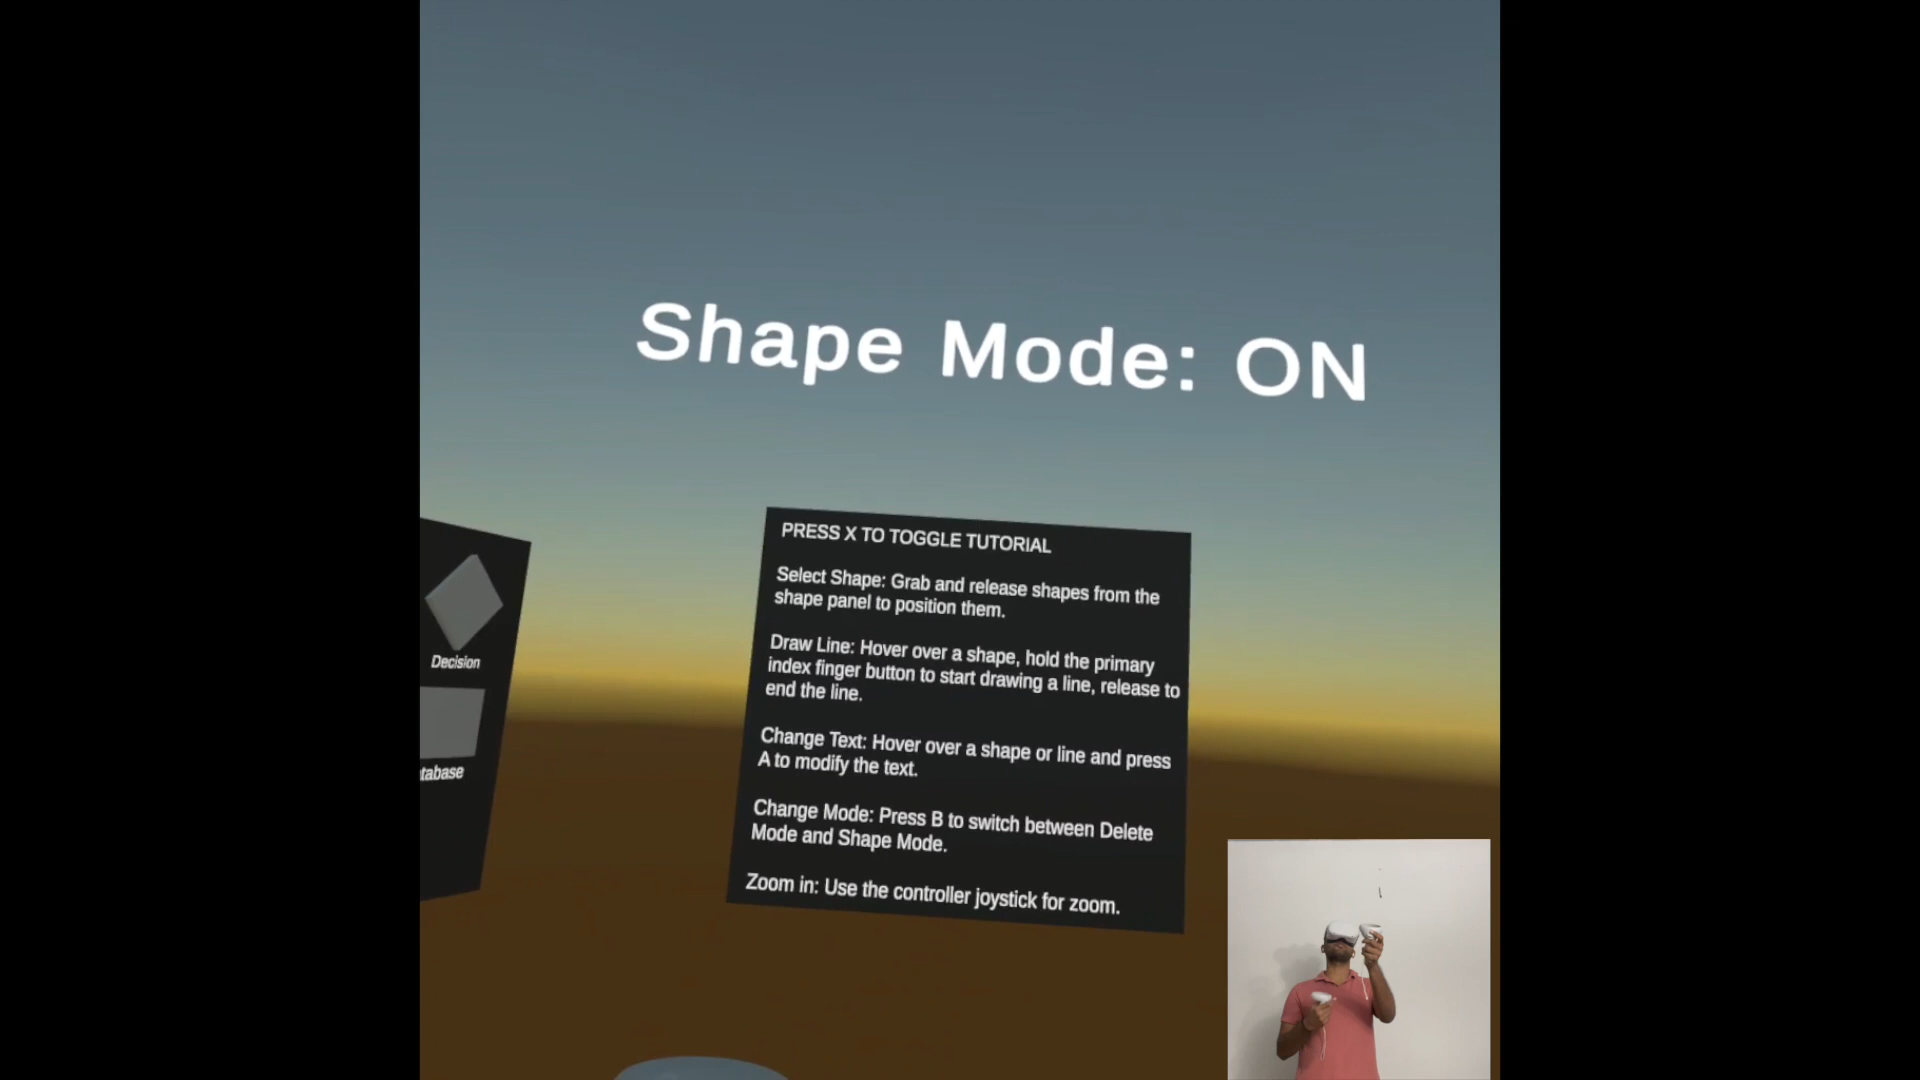 Shape Mode: ON
PRESS X TO TOGGLE TUTORIAL
Select Shape: Grab and release shapes from the
shape panel to position them.
Draw Line: Hover over a shape, hold the primary
index finger button to start drawing a line, release to
end the line.
Change Text: Hover over a shape or line and press
A to modify the text.
Change Mode: Press B to switch between Delete
Mode and Shape Mode.
Zoom in: Use the controller joystick for zoom.
Decision
tabase